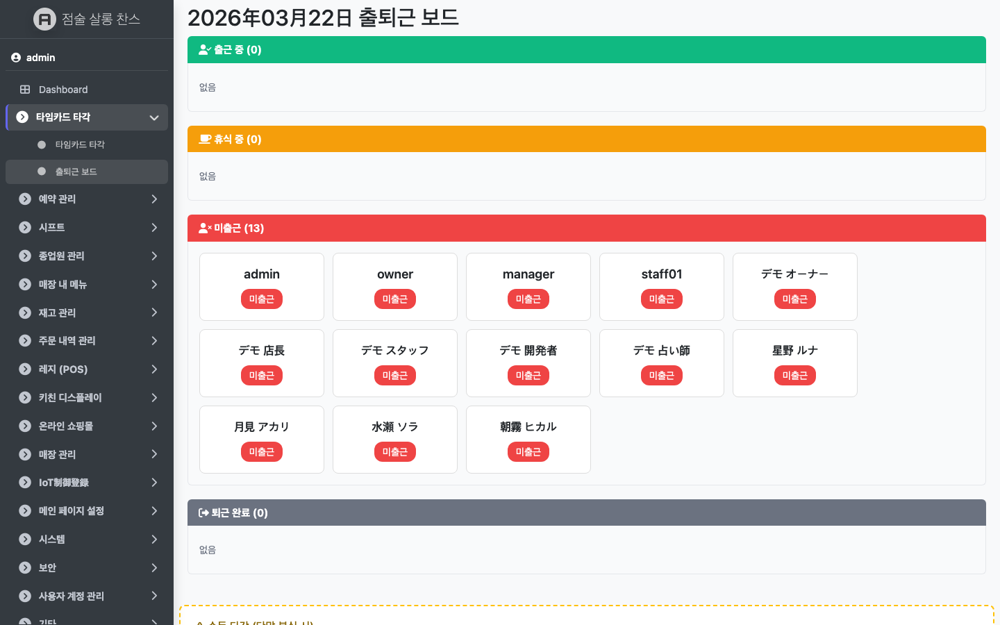 점술 살롱 찬스
admin
Dashboard
타임카드 타각
타임카드 타각
출퇴근 보드
예약 관리
시프트
종업원 관리
매장 내 메뉴
재고 관리
주문 내역 관리
레지 (POS)
키친 디스플레이
온라인 쇼핑몰
매장 관리
IoT制御登録
메인 페이지 설정
시스템
보안
사용자 계정 관리
기타
2026年03月22日 출퇴근 보드
출근 중 (0)
없음
휴식 중 (0)
없음
미출근 (13)
admin
미출근
owner
미출근
manager
미출근
staff01
미출근
デモ オーナー
미출근
デモ 店長
미출근
デモ スタッフ
미출근
デモ 開発者
미출근
デモ 占い師
미출근
星野 ルナ
미출근
月見 アカリ
미출근
水瀬 ソラ
미출근
朝霧 ヒカル
미출근
퇴근 완료 (0)
없음